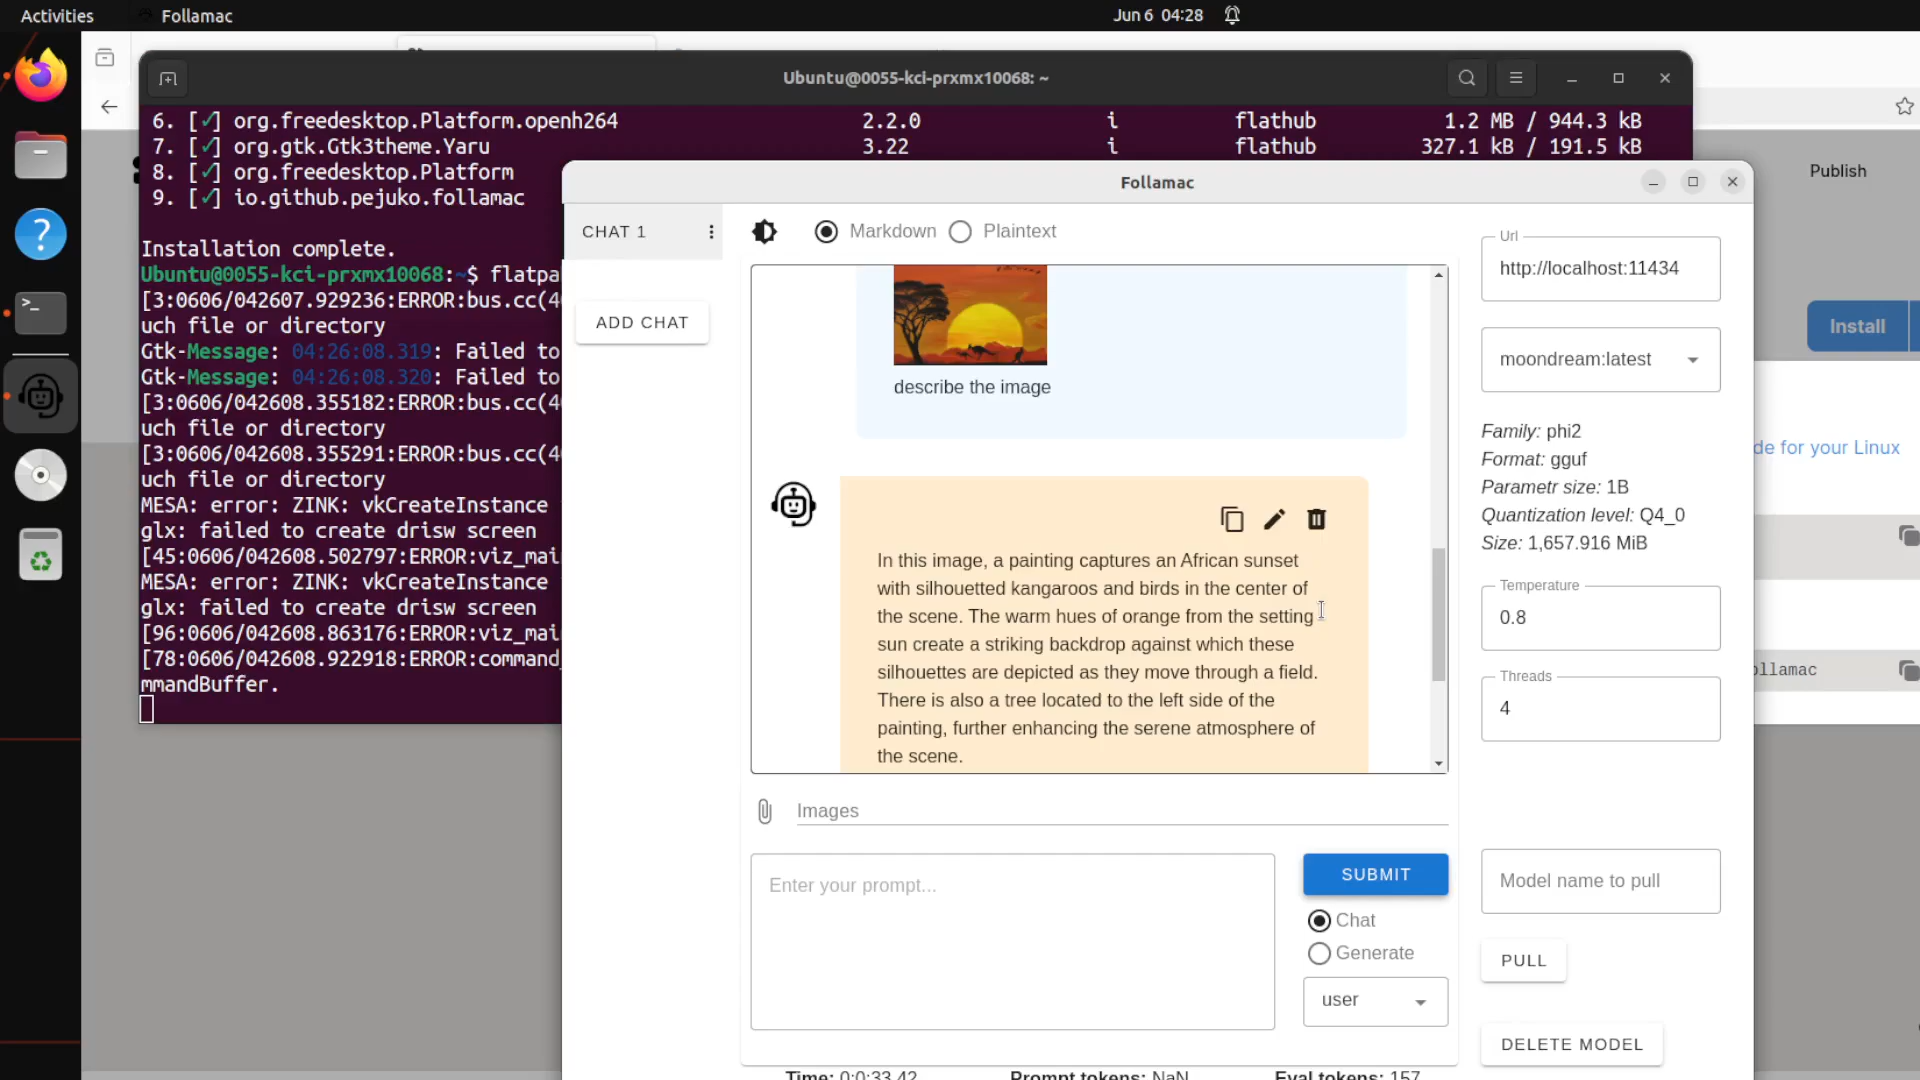 Activities
Follamac
Jun 6 04:28
Ubuntu@0055-kci-prxmx10068: ~
6. [✓] org.freedesktop.Platform.openh264 2.2.0 i flathub 1.2 MB / 944.3 kB
7. [✓] org.gtk.Gtk3theme.Yaru 3.22 i flathub 327.1 kB / 191.5 kB
8. [✓] org.freedesktop.Platform
9. [✓] io.github.pejuko.follamac
Installation complete.
Ubuntu@0055-kci-prxmx10068:~$ flatpa
[3:0606/042607.929236:ERROR:bus.cc(4
uch file or directory
Gtk-Message: 04:26:08.319: Failed to
Gtk-Message: 04:26:08.320: Failed to
[3:0606/042608.355182:ERROR:bus.cc(4
uch file or directory
[3:0606/042608.355291:ERROR:bus.cc(4
uch file or directory
MESA: error: ZINK: vkCreateInstance
glx: failed to create drisw screen
[45:0606/042608.502797:ERROR:viz_mai
MESA: error: ZINK: vkCreateInstance
glx: failed to create drisw screen
[96:0606/042608.863176:ERROR:viz_mai
[78:0606/042608.922918:ERROR:command_
mmandBuffer.
Follamac
CHAT 1
ADD CHAT
Markdown
Plaintext
describe the image
In this image, a painting captures an African sunset
with silhouetted kangaroos and birds in the center of
the scene. The warm hues of orange from the setting
sun create a striking backdrop against which these
silhouettes are depicted as they move through a field.
There is also a tree located to the left side of the
painting, further enhancing the serene atmosphere of
the scene.
Images
Enter your prompt...
SUBMIT
Chat
Generate
user
Time: 0:0:33.42
Prompt tokens: NaN
Eval tokens: 157
Url
http://localhost:11434
moondream:latest
Family: phi2
Format: gguf
Parametr size: 1B
Quantization level: Q4_0
Size: 1,657.916 MiB
Temperature
0.8
Threads
4
Model name to pull
PULL
DELETE MODEL
Publish
Install
de for your Linux
ollamac